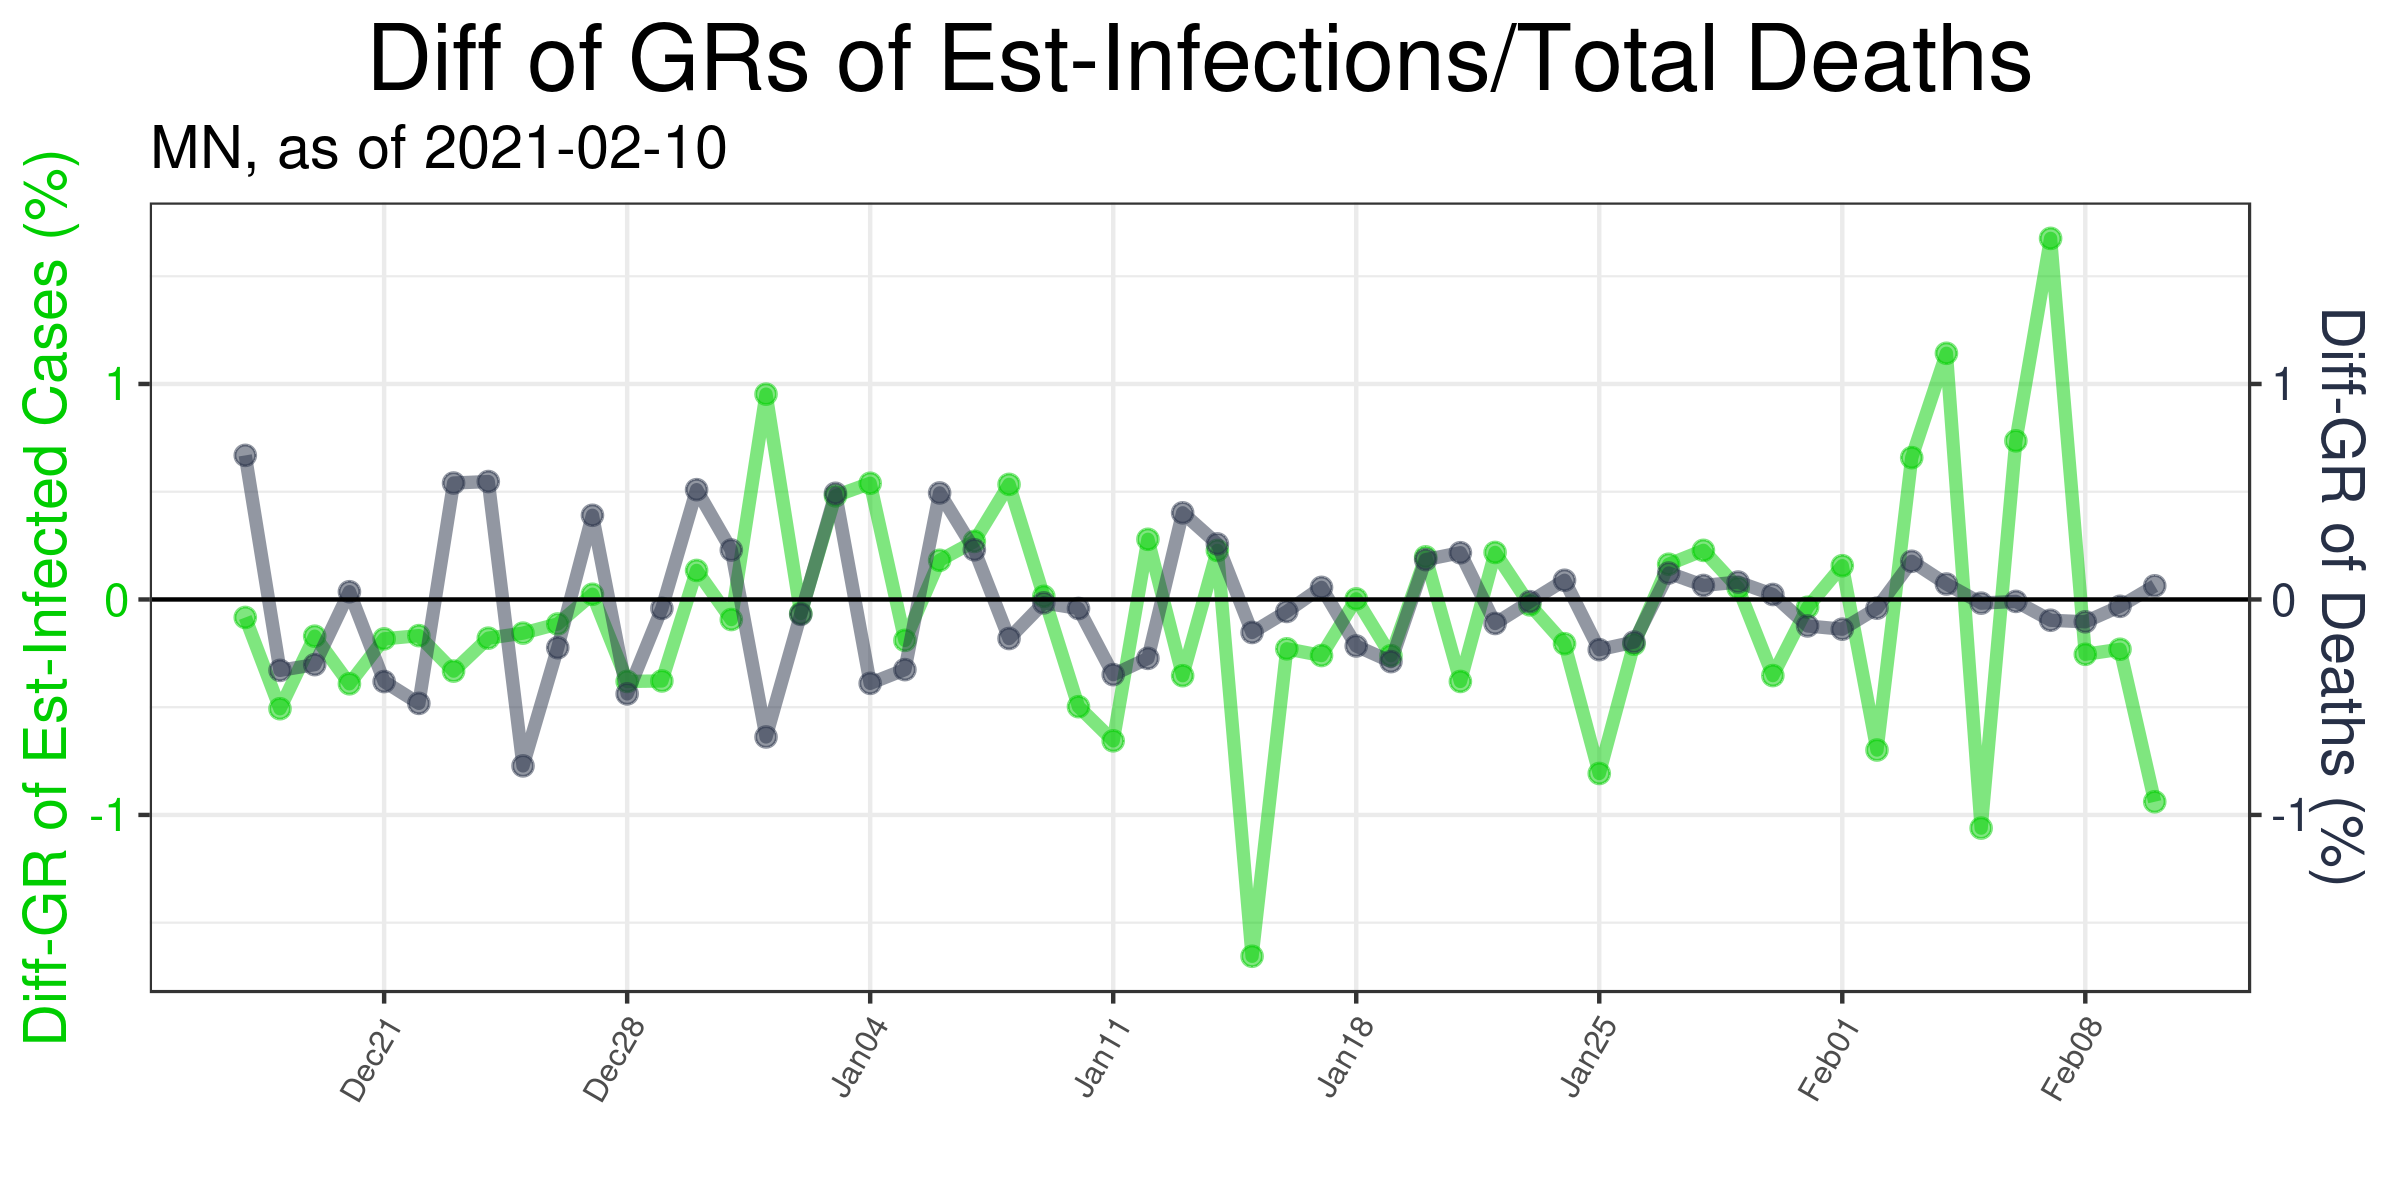 Diff of GRs of Est-Infections/Total Deaths
MN, as of 2021-02-10
Diff-GR of Est-Infected Cases (%)
1
0
-1
1
0
-1
Diff-GR of Deaths (%)
Dec21
Dec28
Jan04
Jan11
Jan18
Jan25
Feb01
Feb08